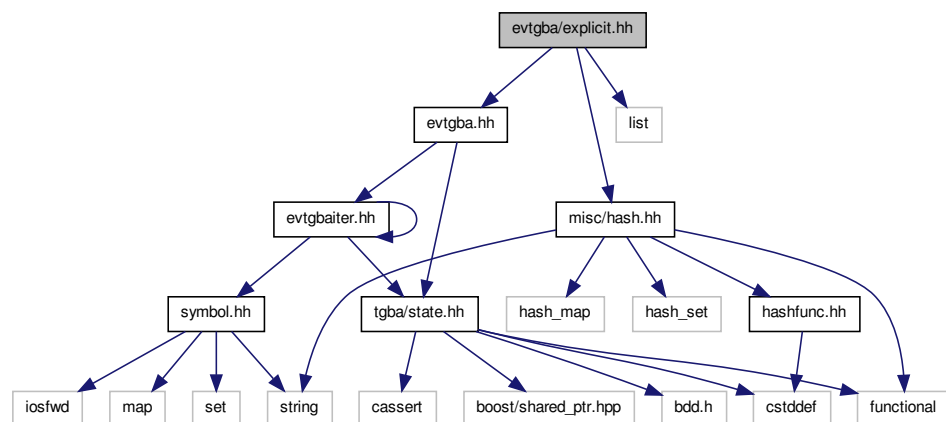 evtgba/explicit.hh
evtgba.hh
list
evtgbaiter.hh
misc/hash.hh
symbol.hh
tgba/state.hh
hash_map
hash_set
hashfunc.hh
iosfwd
map
set
string
cassert
boost/shared_ptr.hpp
bdd.h
cstddef
functional